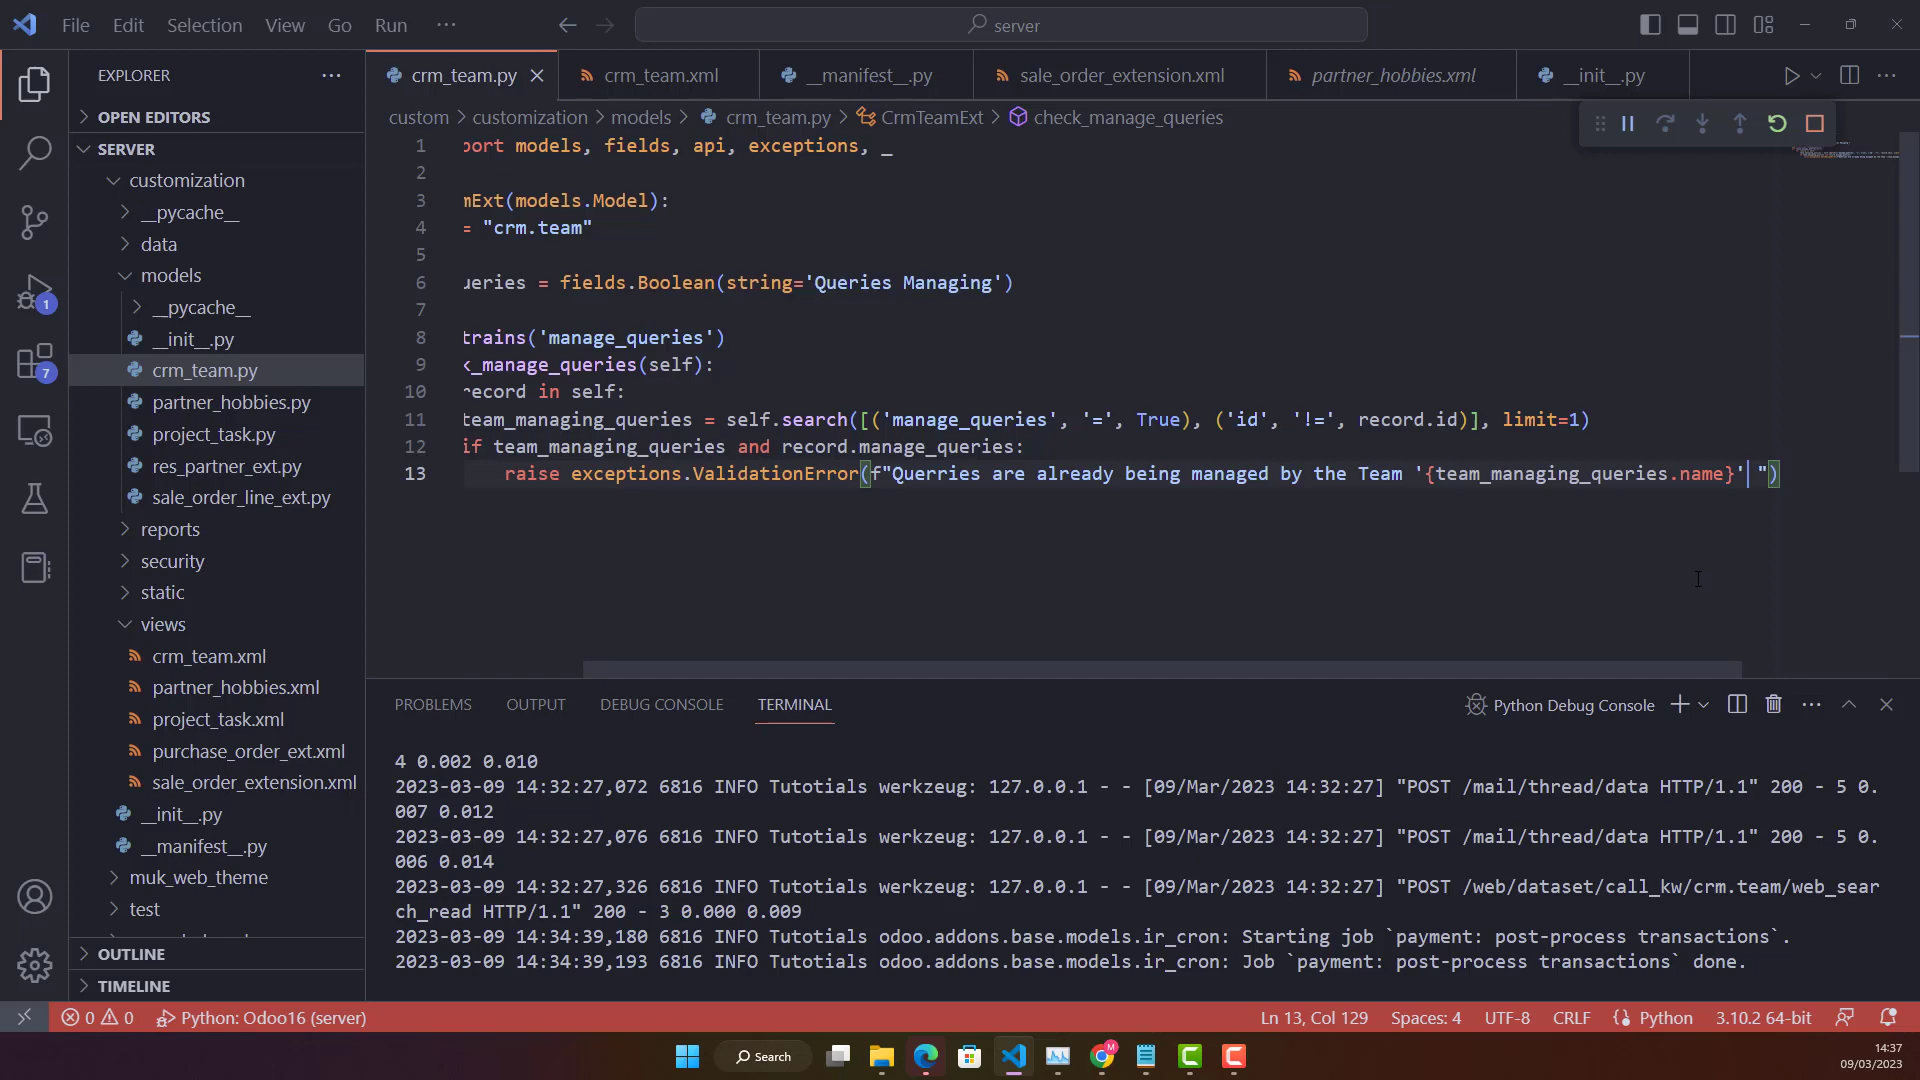 File Edit Selection View Go Run ···
server
EXPLORER
OPEN EDITORS
SERVER
customization
__pycache__
data
models
__pycache__
__init__.py
crm_team.py
partner_hobbies.py
project_task.py
res_partner_ext.py
sale_order_line_ext.py
reports
security
static
views
crm_team.xml
partner_hobbies.xml
project_task.xml
purchase_order_ext.xml
sale_order_extension.xml
__init__.py
__manifest__.py
muk_web_theme
test
OUTLINE
TIMELINE
1
7
crm_team.py crm_team.xml __manifest__.py sale_order_extension.xml partner_hobbies.xml __init__.py
custom > customization > models > crm_team.py > CrmTeamExt > check_manage_queries
1 port models, fields, api, exceptions, _
2
3 mExt(models.Model):
4 = "crm.team"
5
6 ueries = fields.Boolean(string='Queries Managing')
7
8 trains('manage_queries')
9 k_manage_queries(self):
10 record in self:
11 team_managing_queries = self.search([('manage_queries', '=', True), ('id', '!=', record.id)], limit=1)
12 if team_managing_queries and record.manage_queries:
13 raise exceptions.ValidationError(f"Querries are already being managed by the Team '{team_managing_queries.name}' ")
PROBLEMS OUTPUT DEBUG CONSOLE TERMINAL
Python Debug Console
4 0.002 0.010
2023-03-09 14:32:27,072 6816 INFO Tutotials werkzeug: 127.0.0.1 - - [09/Mar/2023 14:32:27] "POST /mail/thread/data HTTP/1.1" 200 - 5 0.
007 0.012
2023-03-09 14:32:27,076 6816 INFO Tutotials werkzeug: 127.0.0.1 - - [09/Mar/2023 14:32:27] "POST /mail/thread/data HTTP/1.1" 200 - 5 0.
006 0.014
2023-03-09 14:32:27,326 6816 INFO Tutotials werkzeug: 127.0.0.1 - - [09/Mar/2023 14:32:27] "POST /web/dataset/call_kw/crm.team/web_sear
ch_read HTTP/1.1" 200 - 3 0.000 0.009
2023-03-09 14:34:39,180 6816 INFO Tutotials odoo.addons.base.models.ir_cron: Starting job `payment: post-process transactions`.
2023-03-09 14:34:39,193 6816 INFO Tutotials odoo.addons.base.models.ir_cron: Job `payment: post-process transactions` done.
0 0 Python: Odoo16 (server)
Ln 13, Col 129 Spaces: 4 UTF-8 CRLF Python 3.10.2 64-bit
Search
M
14:37
09/03/2023